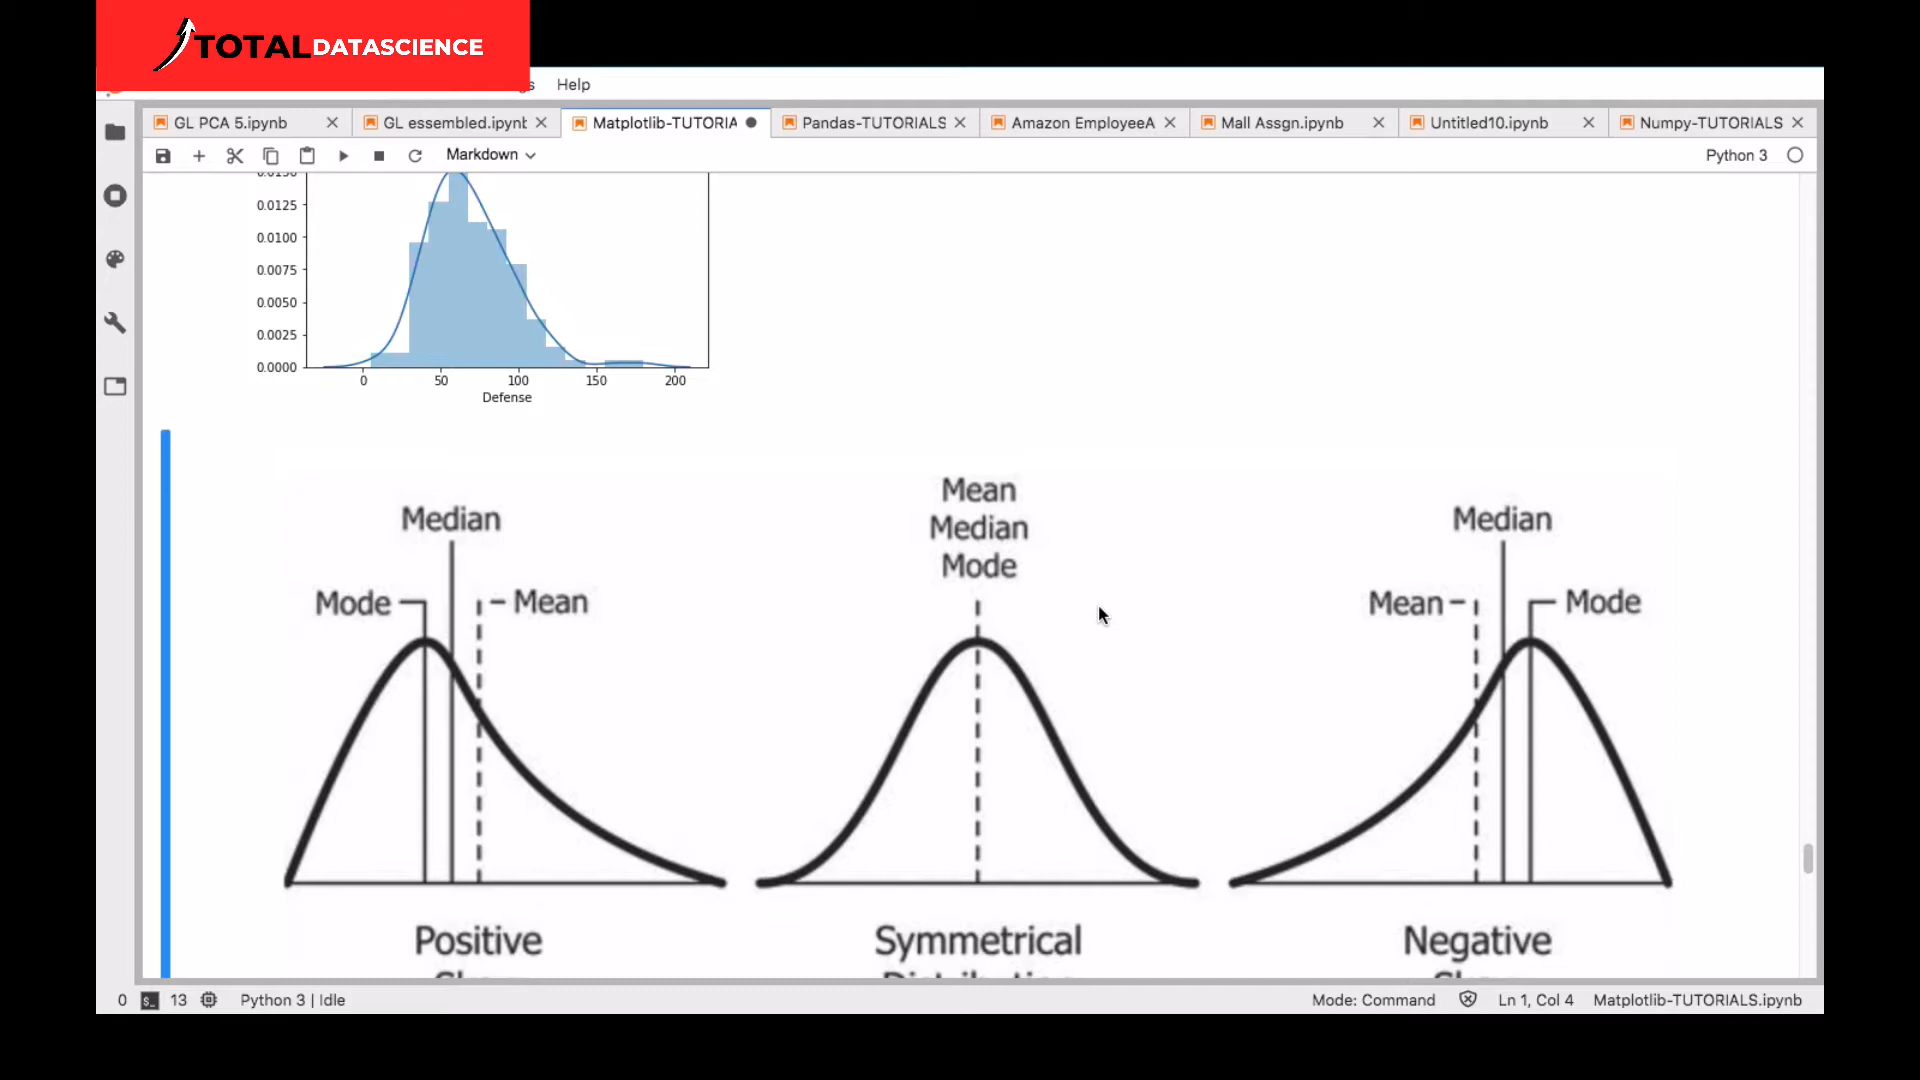 TOTALDATASCIENCE
s Help
GL PCA 5.ipynb
GL essembled.ipynb
Matplotlib-TUTORIA
Pandas-TUTORIALS
Amazon EmployeeA
Mall Assgn.ipynb
Untitled10.ipynb
Numpy-TUTORIALS
Markdown
Python 3
0.0150
0.0125
0.0100
0.0075
0.0050
0.0025
0.0000
0 50 100 150 200
Defense
Median
Mode
Mean
Mean
Median
Mode
Median
Mean
Mode
Positive
Symmetrical
Negative
0 13 Python 3 | Idle
Mode: Command Ln 1, Col 4 Matplotlib-TUTORIALS.ipynb